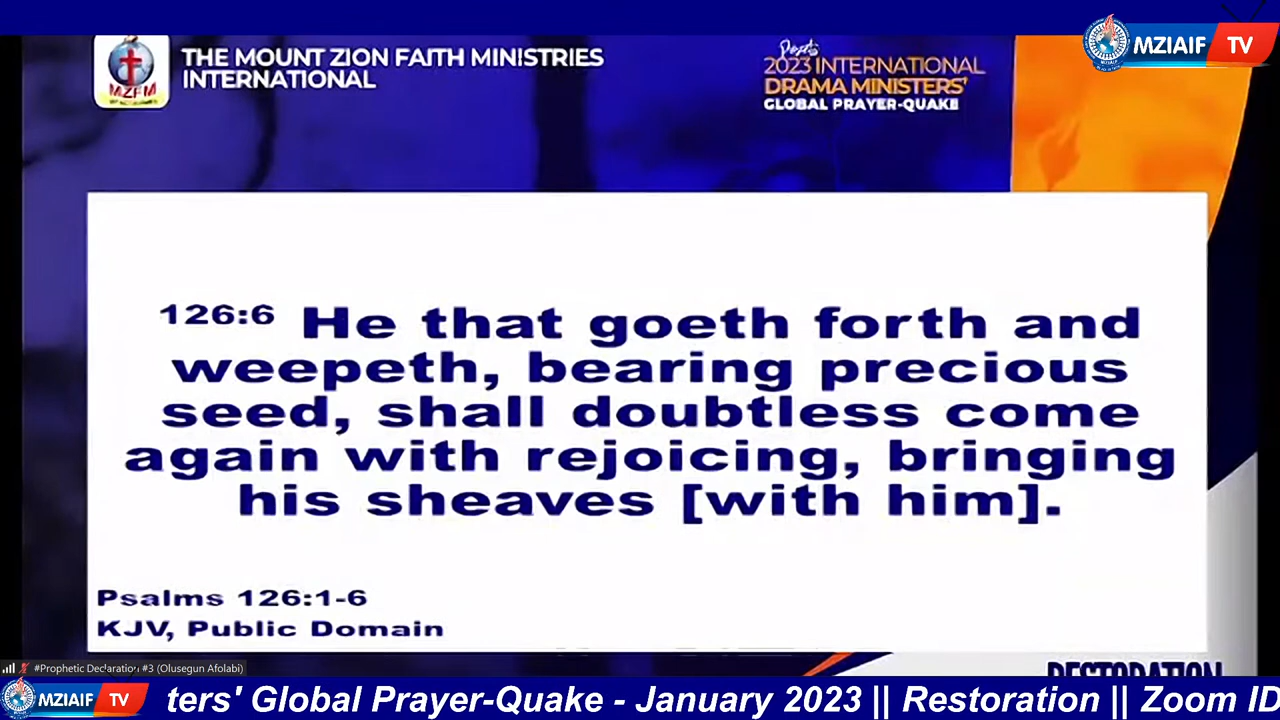 THE MOUNT ZION FAITH MINISTRIES
INTERNATIONAL
MZFM
2023 INTERNATIONAL
DRAMA MINISTERS'
GLOBAL PRAYER-QUAKE
MZIAIF TV
126:6 He that goeth forth and
weepeth, bearing precious
seed, shall doubtless come
again with rejoicing, bringing
his sheaves [with him].
Psalms 126:1-6
KJV, Public Domain
#Prophetic Declaration #3 (Olusegun Afolabi)
RESTORATION
MZIAIF TV
ters' Global Prayer-Quake - January 2023 || Restoration || Zoom ID